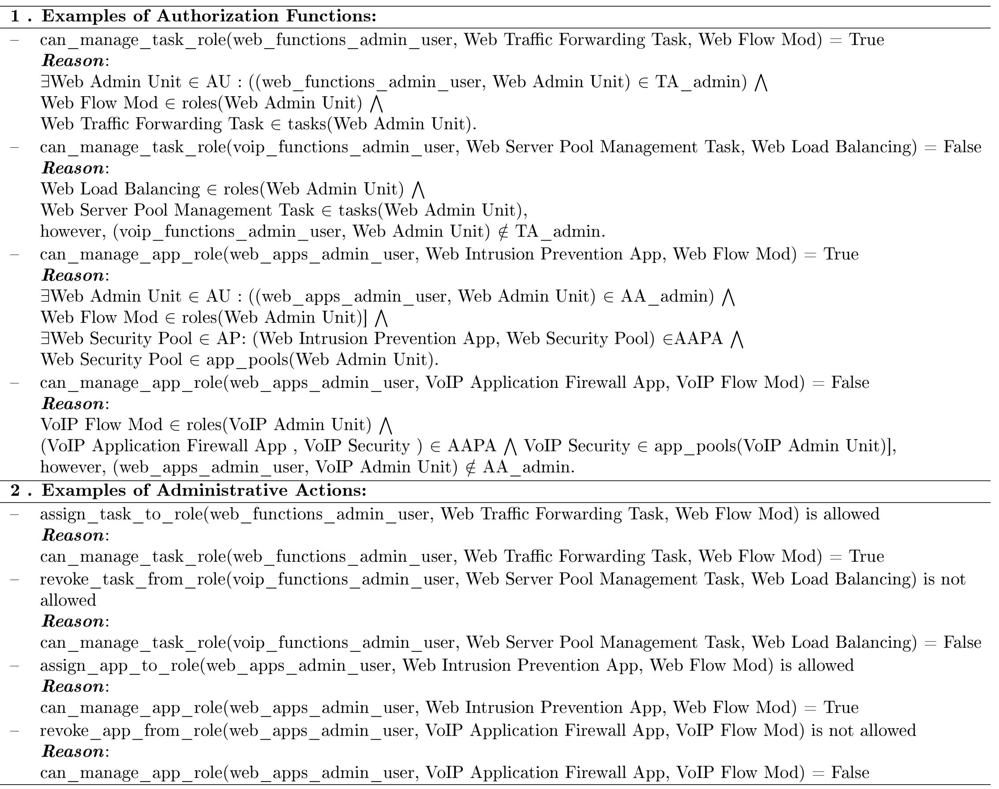 1 . Examples of Authorization Functions:
– can_manage_task_role(web_functions_admin_user, Web Traffic Forwarding Task, Web Flow Mod) = True
Reason:
∃Web Admin Unit ∈ AU : ((web_functions_admin_user, Web Admin Unit) ∈ TA_admin) ⋀
Web Flow Mod ∈ roles(Web Admin Unit) ⋀
Web Traffic Forwarding Task ∈ tasks(Web Admin Unit).
– can_manage_task_role(voip_functions_admin_user, Web Server Pool Management Task, Web Load Balancing) = False
Reason:
Web Load Balancing ∈ roles(Web Admin Unit) ⋀
Web Server Pool Management Task ∈ tasks(Web Admin Unit),
however, (voip_functions_admin_user, Web Admin Unit) ∉ TA_admin.
– can_manage_app_role(web_apps_admin_user, Web Intrusion Prevention App, Web Flow Mod) = True
Reason:
∃Web Admin Unit ∈ AU : ((web_apps_admin_user, Web Admin Unit) ∈ AA_admin) ⋀
Web Flow Mod ∈ roles(Web Admin Unit)] ⋀
∃Web Security Pool ∈ AP: (Web Intrusion Prevention App, Web Security Pool) ∈AAPA ⋀
Web Security Pool ∈ app_pools(Web Admin Unit).
– can_manage_app_role(web_apps_admin_user, VoIP Application Firewall App, VoIP Flow Mod) = False
Reason:
VoIP Flow Mod ∈ roles(VoIP Admin Unit) ⋀
(VoIP Application Firewall App , VoIP Security ) ∈ AAPA ⋀ VoIP Security ∈ app_pools(VoIP Admin Unit)],
however, (web_apps_admin_user, VoIP Admin Unit) ∉ AA_admin.
2 . Examples of Administrative Actions:
– assign_task_to_role(web_functions_admin_user, Web Traffic Forwarding Task, Web Flow Mod) is allowed
Reason:
can_manage_task_role(web_functions_admin_user, Web Traffic Forwarding Task, Web Flow Mod) = True
– revoke_task_from_role(voip_functions_admin_user, Web Server Pool Management Task, Web Load Balancing) is not
allowed
Reason:
can_manage_task_role(voip_functions_admin_user, Web Server Pool Management Task, Web Load Balancing) = False
– assign_app_to_role(web_apps_admin_user, Web Intrusion Prevention App, Web Flow Mod) is allowed
Reason:
can_manage_app_role(web_apps_admin_user, Web Intrusion Prevention App, Web Flow Mod) = True
– revoke_app_from_role(web_apps_admin_user, VoIP Application Firewall App, VoIP Flow Mod) is not allowed
Reason:
can_manage_app_role(web_apps_admin_user, VoIP Application Firewall App, VoIP Flow Mod) = False